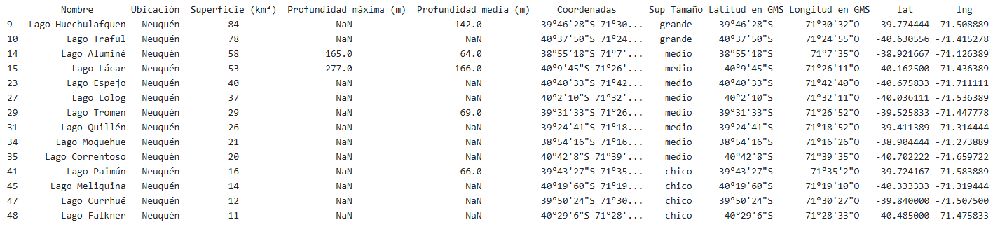 Nombre Ubicación Superficie (km²) Profundidad máxima (m) Profundidad media (m) Coordenadas Sup Tamaño Latitud en GMS Longitud en GMS lat lng
9 Lago Huechulafquen Neuquén 84 NaN 142.0 39°46'28"S 71°30... grande 39°46'28"S 71°30'32"O -39.774444 -71.508889
10 Lago Traful Neuquén 78 NaN NaN 40°37'50"S 71°24... grande 40°37'50"S 71°24'55"O -40.630556 -71.415278
14 Lago Aluminé Neuquén 58 165.0 64.0 38°55'18"S 71°7'... medio 38°55'18"S 71°7'35"O -38.921667 -71.126389
15 Lago Lácar Neuquén 53 277.0 166.0 40°9'45"S 71°26'... medio 40°9'45"S 71°26'11"O -40.162500 -71.436389
23 Lago Espejo Neuquén 40 NaN NaN 40°40'33"S 71°42... medio 40°40'33"S 71°42'40"O -40.675833 -71.711111
27 Lago Lolog Neuquén 37 NaN NaN 40°2'10"S 71°32'... medio 40°2'10"S 71°32'11"O -40.036111 -71.536389
29 Lago Tromen Neuquén 29 NaN 69.0 39°31'33"S 71°26... medio 39°31'33"S 71°26'52"O -39.525833 -71.447778
31 Lago Quillén Neuquén 26 NaN NaN 39°24'41"S 71°18... medio 39°24'41"S 71°18'52"O -39.411389 -71.314444
34 Lago Moquehue Neuquén 21 NaN NaN 38°54'16"S 71°16... medio 38°54'16"S 71°16'26"O -38.904444 -71.273889
35 Lago Correntoso Neuquén 20 NaN NaN 40°42'8"S 71°39'... medio 40°42'8"S 71°39'35"O -40.702222 -71.659722
41 Lago Paimún Neuquén 16 NaN 66.0 39°43'27"S 71°35... chico 39°43'27"S 71°35'2"O -39.724167 -71.583889
45 Lago Meliquina Neuquén 14 NaN NaN 40°19'60"S 71°19... chico 40°19'60"S 71°19'10"O -40.333333 -71.319444
47 Lago Currhué Neuquén 12 NaN NaN 39°50'24"S 71°30... chico 39°50'24"S 71°30'27"O -39.840000 -71.507500
48 Lago Falkner Neuquén 11 NaN NaN 40°29'6"S 71°28'... chico 40°29'6"S 71°28'33"O -40.485000 -71.475833